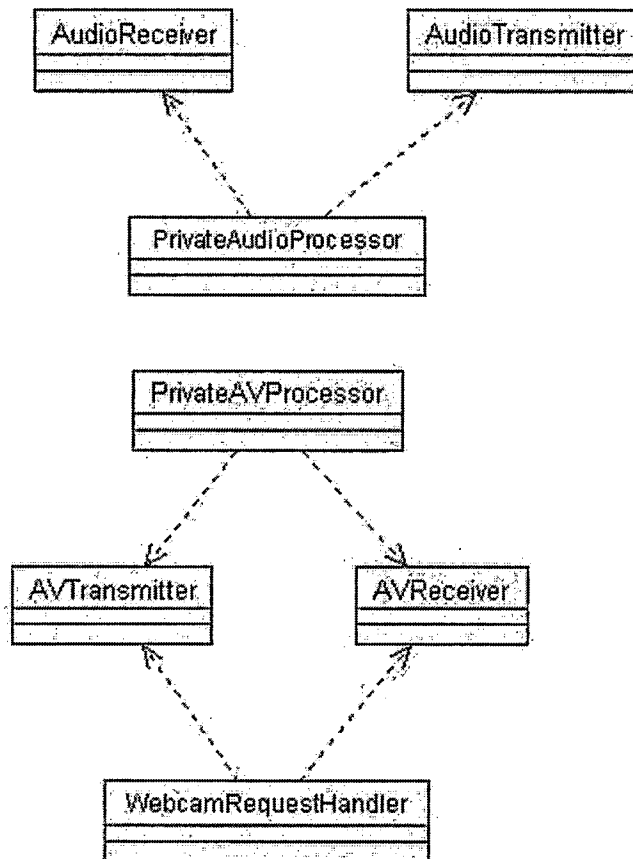 AudioReceiver
AudioTransmitter
PrivateAudioProcessor
PrivateAVProcessor
AVTransmitter
AVReceiver
WebcamRequestHandler